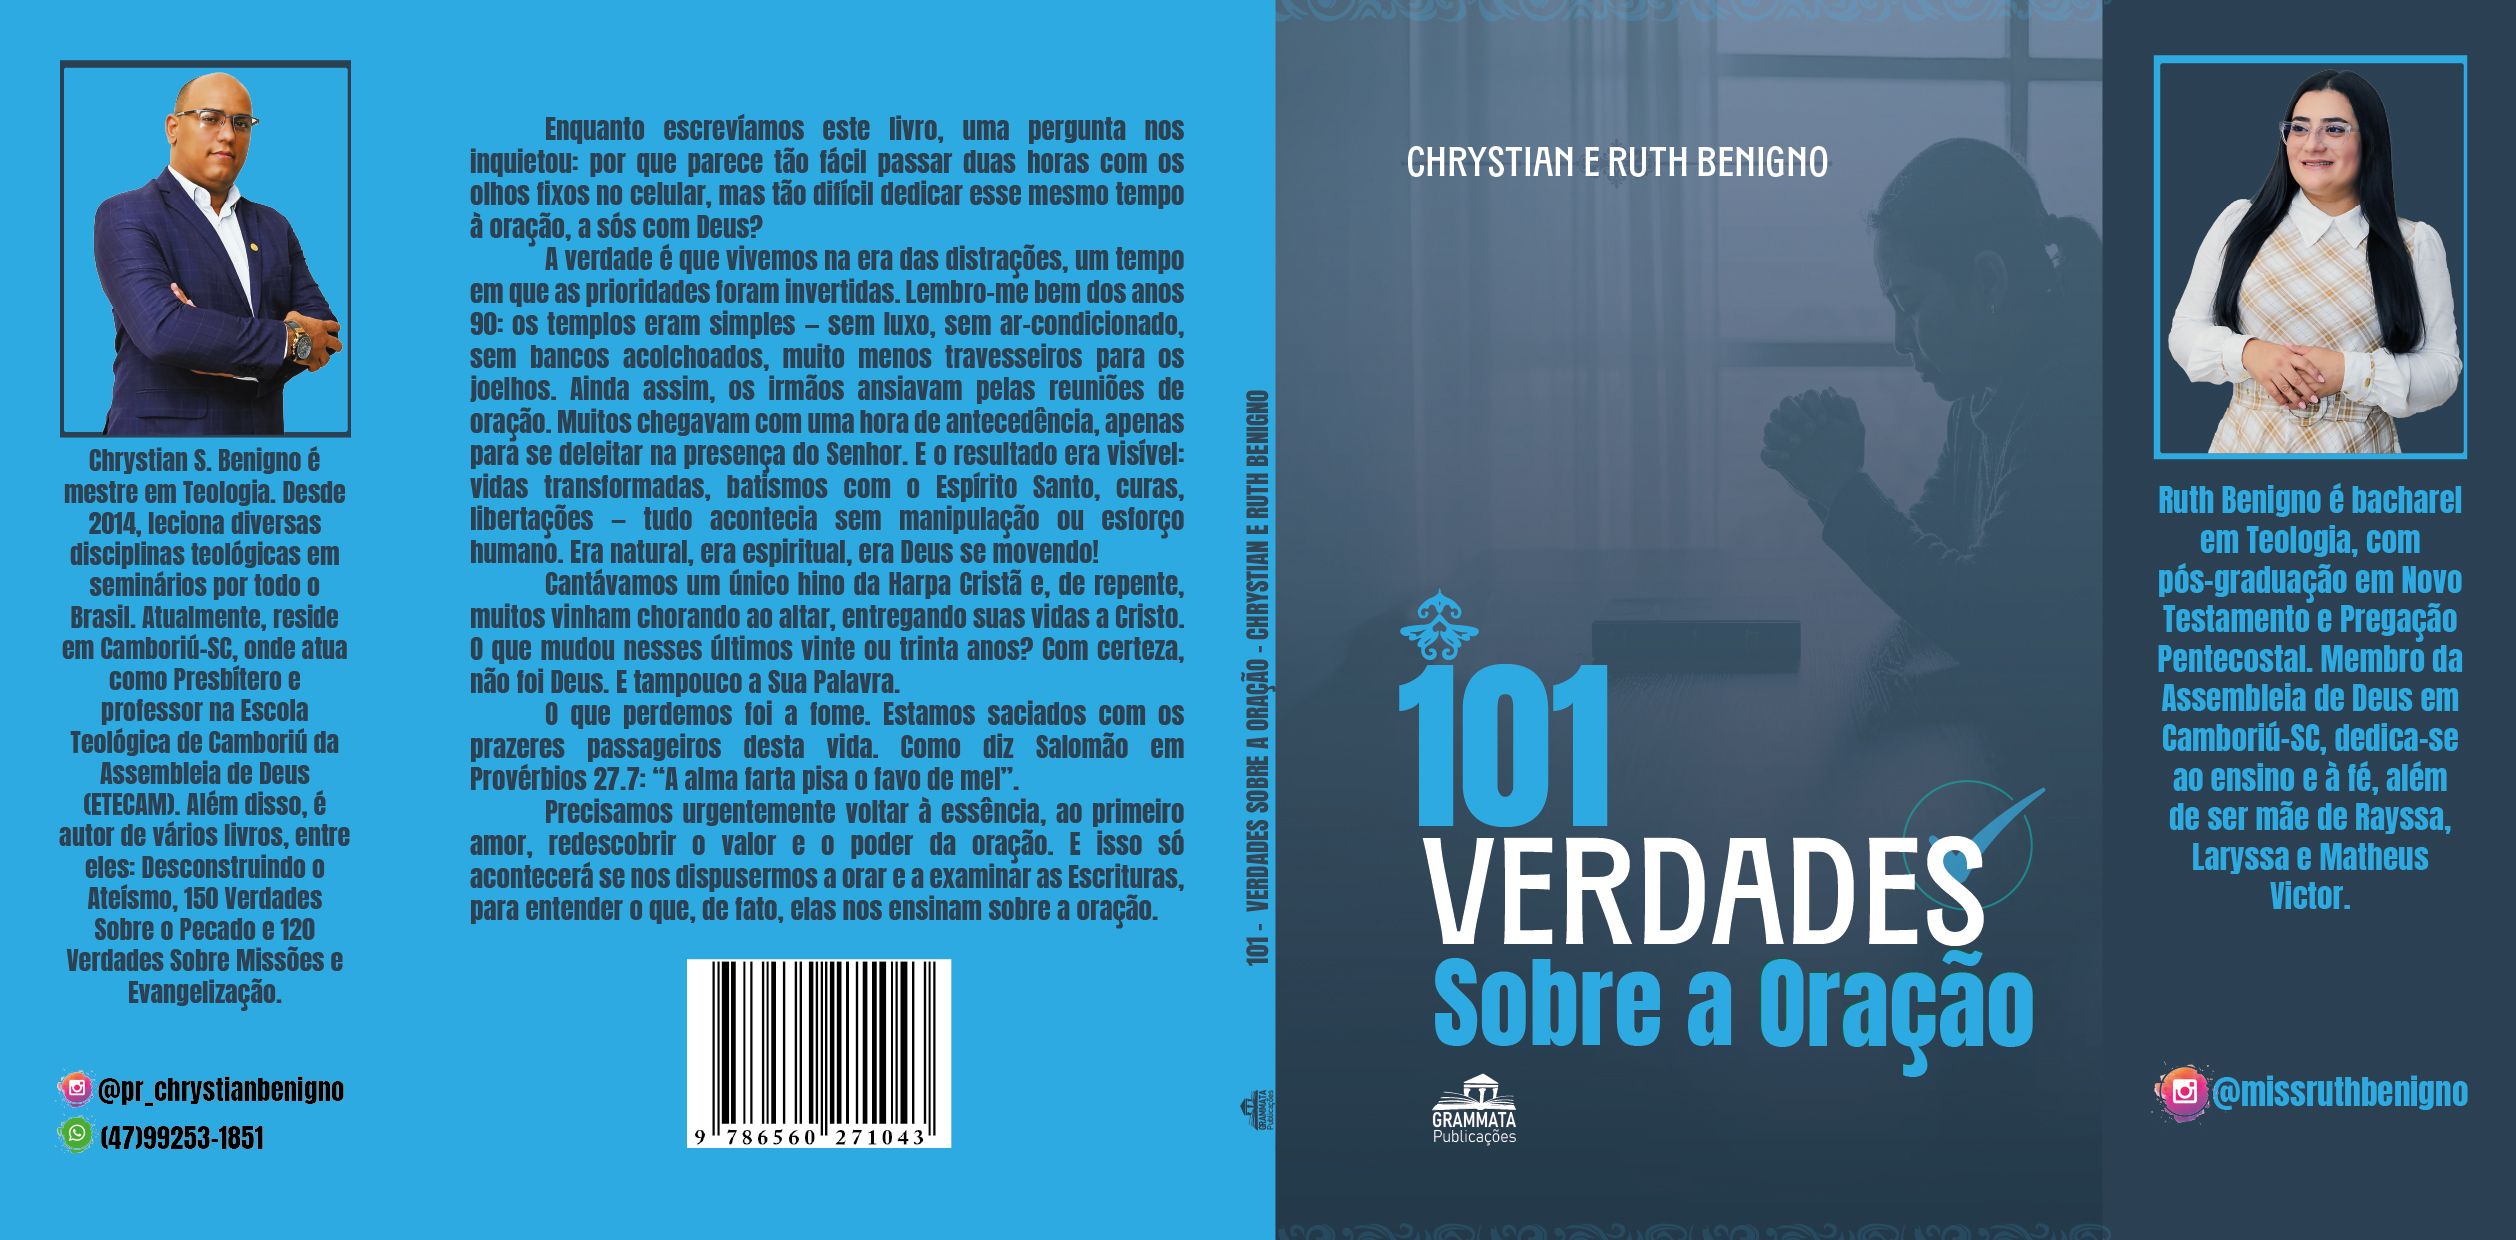 Chrystian S. Benigno é
mestre em Teologia. Desde
2014, leciona diversas
disciplinas teológicas em
seminários por todo o
Brasil. Atualmente, reside
em Camboriú-SC, onde atua
como Presbítero e
professor na Escola
Teológica de Camboriú da
Assembleia de Deus
(ETECAM). Além disso, é
autor de vários livros, entre
eles: Desconstruindo o
Ateísmo, 150 Verdades
Sobre o Pecado e 120
Verdades Sobre Missões e
Evangelização.
@pr_chrystianbenigno
(47)99253-1851
Enquanto escrevíamos este livro, uma pergunta nos
inquietou: por que parece tão fácil passar duas horas com os
olhos fixos no celular, mas tão difícil dedicar esse mesmo tempo
à oração, a sós com Deus?
A verdade é que vivemos na era das distrações, um tempo
em que as prioridades foram invertidas. Lembro-me bem dos anos
90: os templos eram simples – sem luxo, sem ar-condicionado,
sem bancos acolchoados, muito menos travesseiros para os
joelhos. Ainda assim, os irmãos ansiavam pelas reuniões de
oração. Muitos chegavam com uma hora de antecedência, apenas
para se deleitar na presença do Senhor. E o resultado era visível:
vidas transformadas, batismos com o Espírito Santo, curas,
libertações – tudo acontecia sem manipulação ou esforço
humano. Era natural, era espiritual, era Deus se movendo!
Cantávamos um único hino da Harpa Cristã e, de repente,
muitos vinham chorando ao altar, entregando suas vidas a Cristo.
O que mudou nesses últimos vinte ou trinta anos? Com certeza,
não foi Deus. E tampouco a Sua Palavra.
O que perdemos foi a fome. Estamos saciados com os
prazeres passageiros desta vida. Como diz Salomão em
Provérbios 27.7: “A alma farta pisa o favo de mel”.
Precisamos urgentemente voltar à essência, ao primeiro
amor, redescobrir o valor e o poder da oração. E isso só
acontecerá se nos dispusermos a orar e a examinar as Escrituras,
para entender o que, de fato, elas nos ensinam sobre a oração.
9 786560 271043
101 - VERDADES SOBRE A ORAÇÃO - CHRYSTIAN E RUTH BENIGNO
GRAMMATA
Publicações
CHRYSTIAN E RUTH BENIGNO
101
VERDADES
Sobre a Oração
GRAMMATA
Publicações
Ruth Benigno é bacharel
em Teologia, com
pós-graduação em Novo
Testamento e Pregação
Pentecostal. Membro da
Assembleia de Deus em
Camboriú-SC, dedica-se
ao ensino e à fé, além
de ser mãe de Rayssa,
Laryssa e Matheus
Victor.
@missruthbenigno